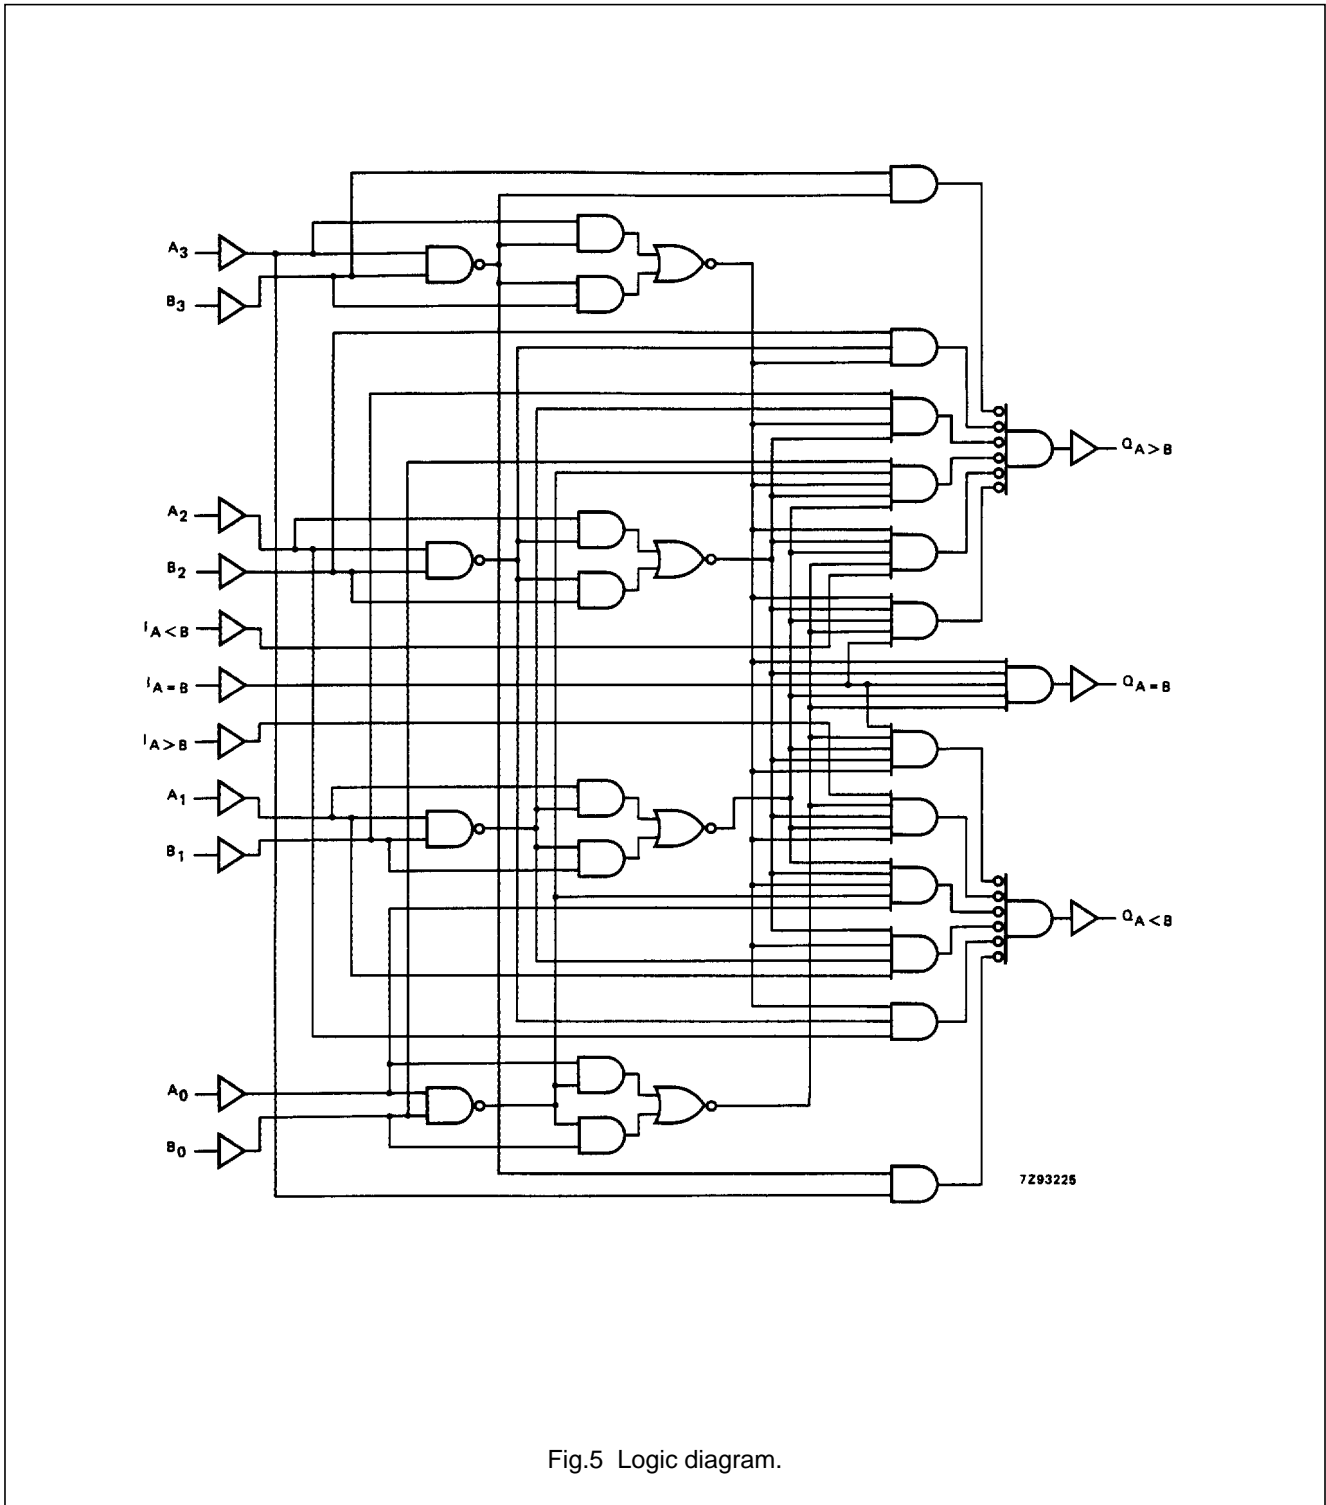 A3
B3
QA>B
A2
B2
IA<B
IA=B
QA=B
IA>B
A1
B1
QA<B
A0
B0
7Z93225
Fig.5 Logic diagram.